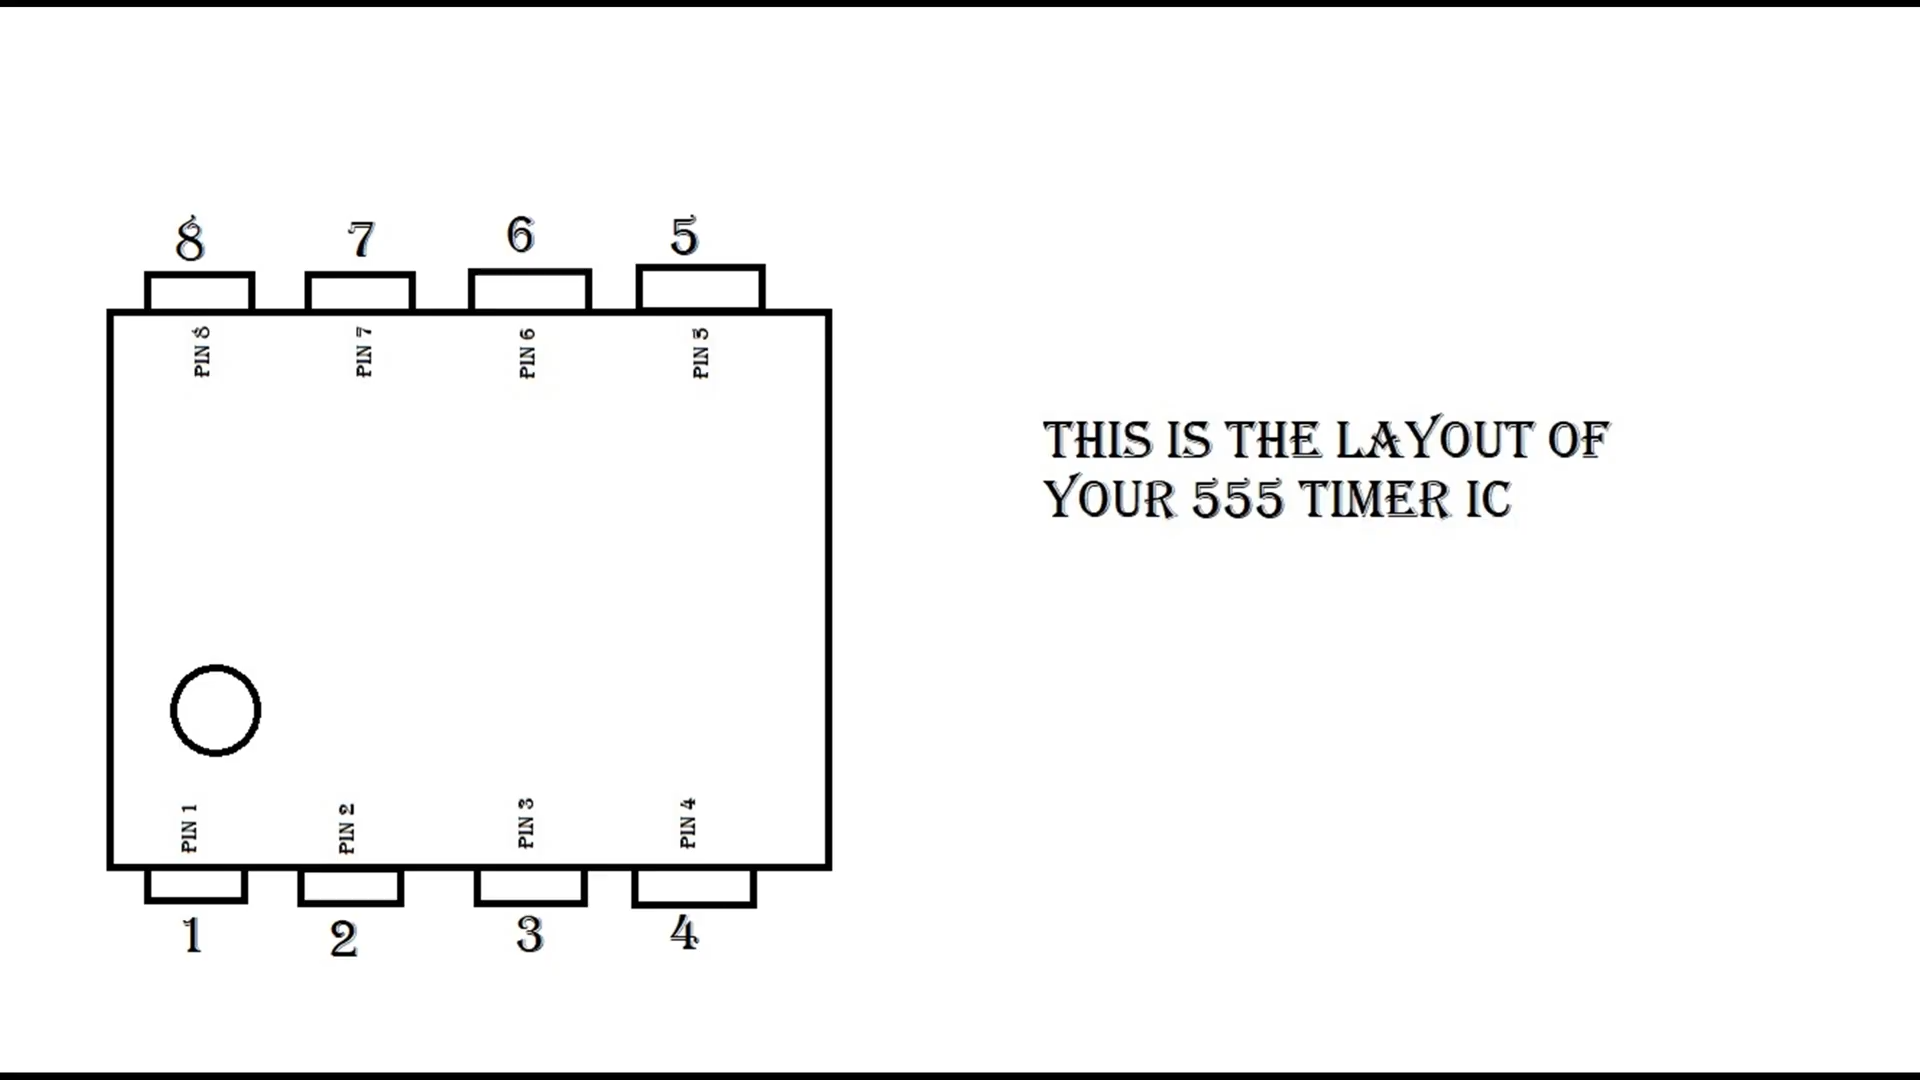 8 7 6 5
PIN 8 PIN 7 PIN 6 PIN 5
THIS IS THE LAYOUT OF
YOUR 555 TIMER IC
PIN 1 PIN 2 PIN 3 PIN 4
1 2 3 4